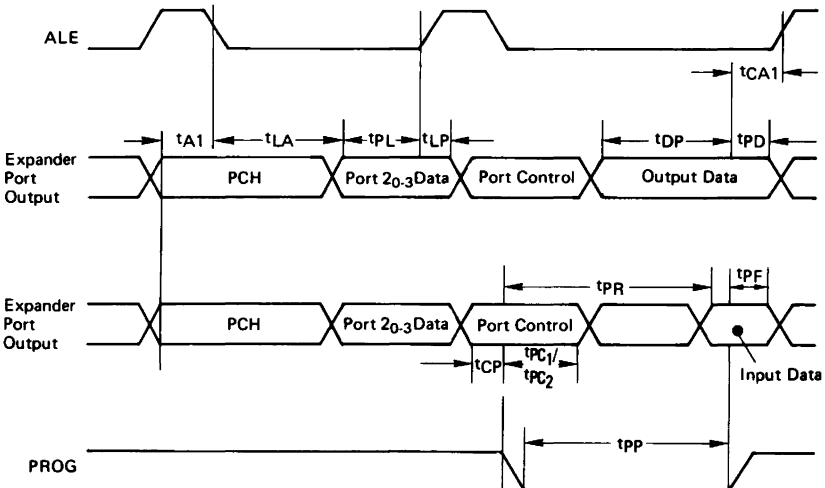 ALE
tCA1
tA1 tLA tPL tLP tDP tPD
Expander
Port
Output
PCH Port 20-3Data Port Control Output Data
tPR tPF
Expander
Port
Output
PCH Port 20-3Data Port Control
tCP tPC1/
tPC2
Input Data
tPP
PROG